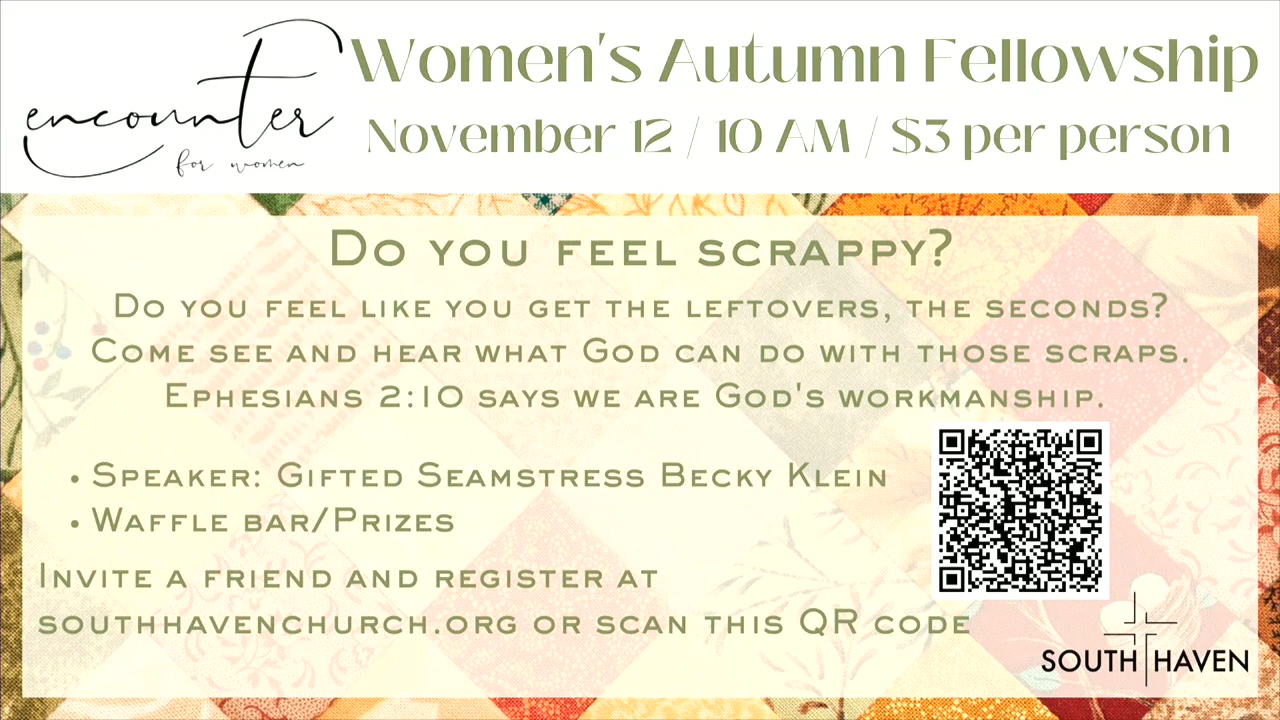 encounter
for women
Women's Autumn Fellowship
November 12 / 10 AM / $3 per person
Do you feel scrappy?
Do you feel like you get the leftovers, the seconds?
Come see and hear what God can do with those scraps.
Ephesians 2:10 says we are God's workmanship.
• Speaker: Gifted Seamstress Becky Klein
• Waffle bar/Prizes
Invite a friend and register at
southhavenchurch.org or scan this QR code
SOUTH HAVEN